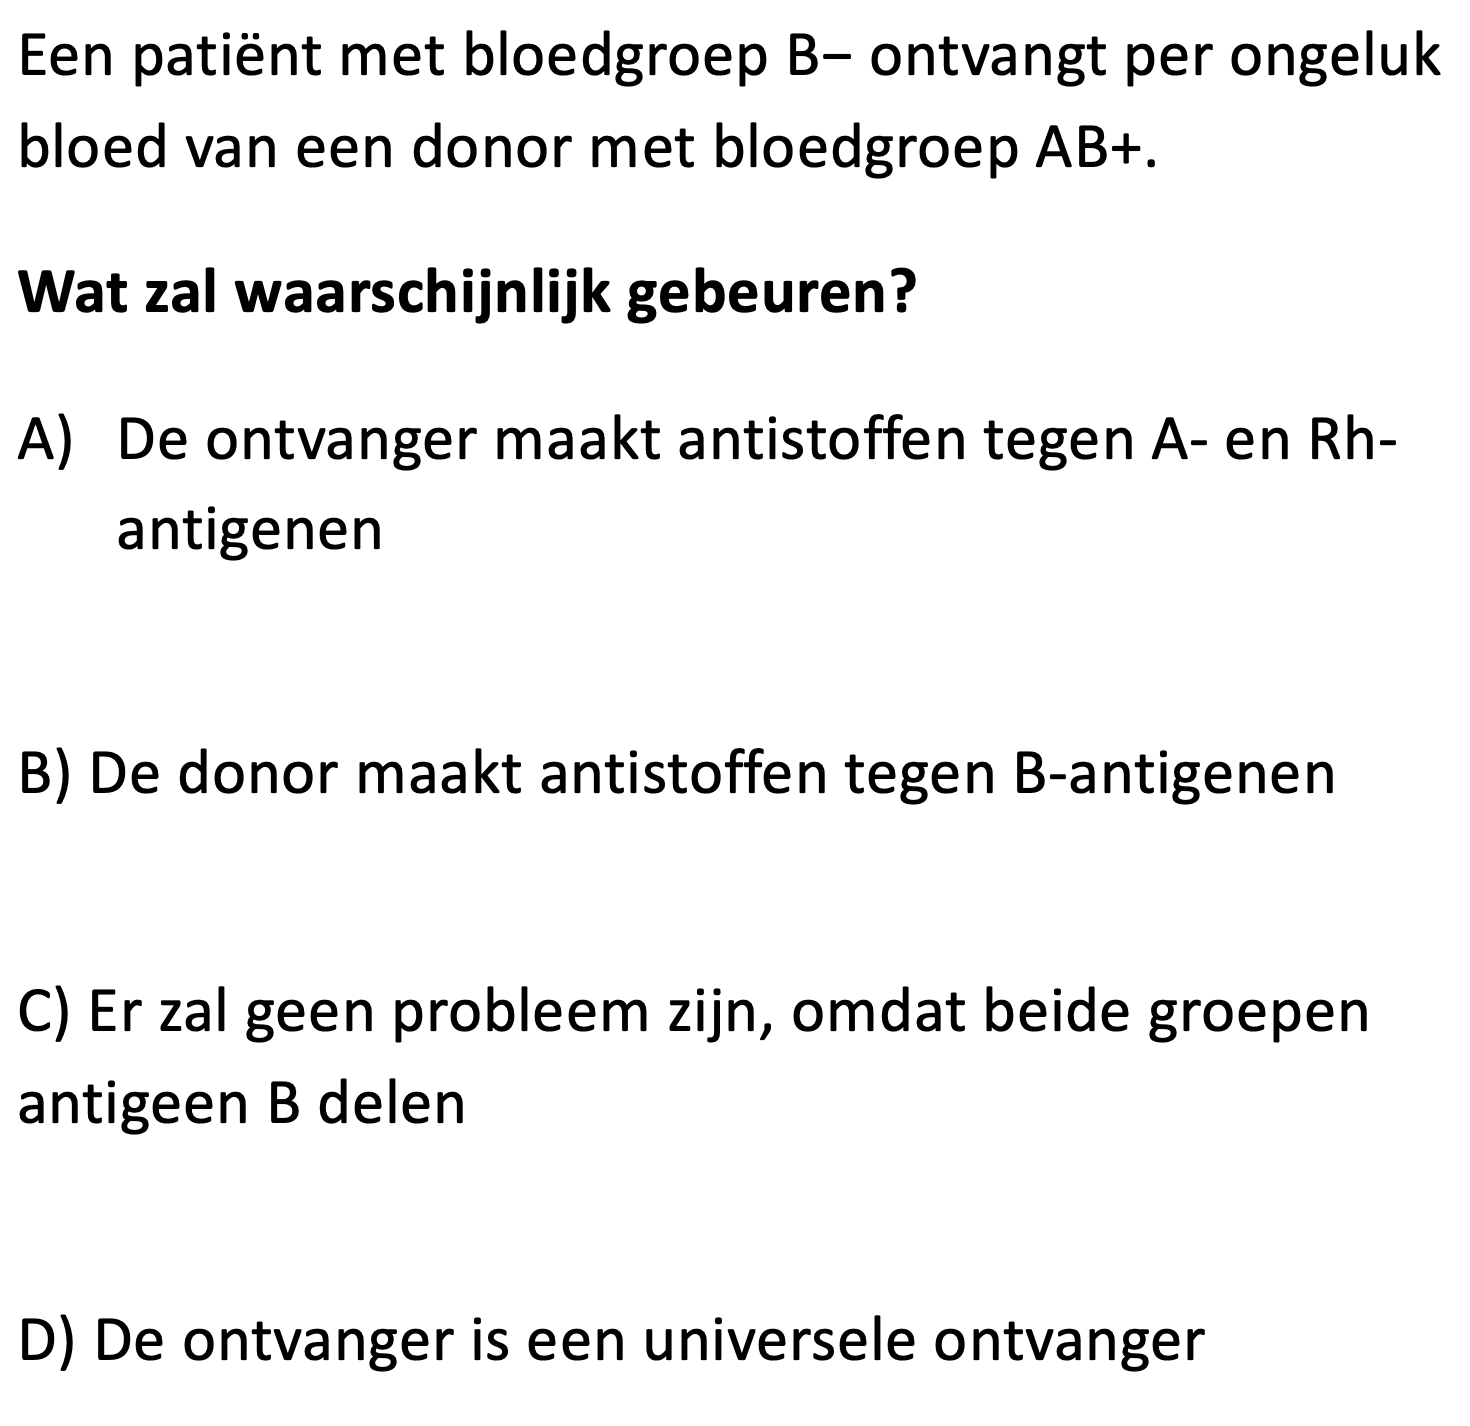 Een patiënt met bloedgroep B– ontvangt per ongeluk
bloed van een donor met bloedgroep AB+.
Wat zal waarschijnlijk gebeuren?
A) De ontvanger maakt antistoffen tegen A- en Rh-
antigenen
B) De donor maakt antistoffen tegen B-antigenen
C) Er zal geen probleem zijn, omdat beide groepen
antigeen B delen
D) De ontvanger is een universele ontvanger